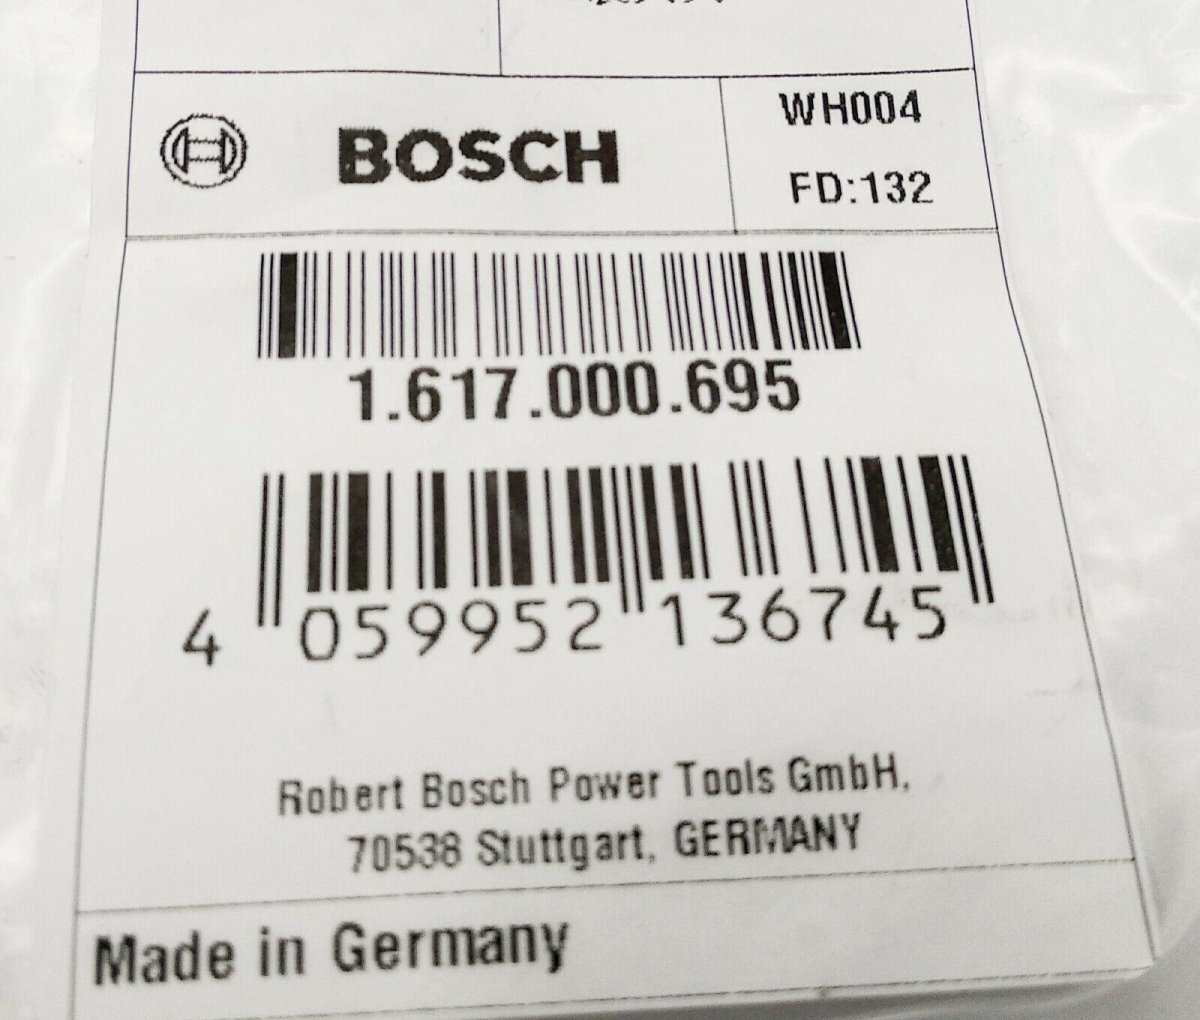 BOSCH
WH004
FD:132
1.617.000.695
4 059952 136745
Robert Bosch Power Tools GmbH,
70538 Stuttgart, GERMANY
Made in Germany